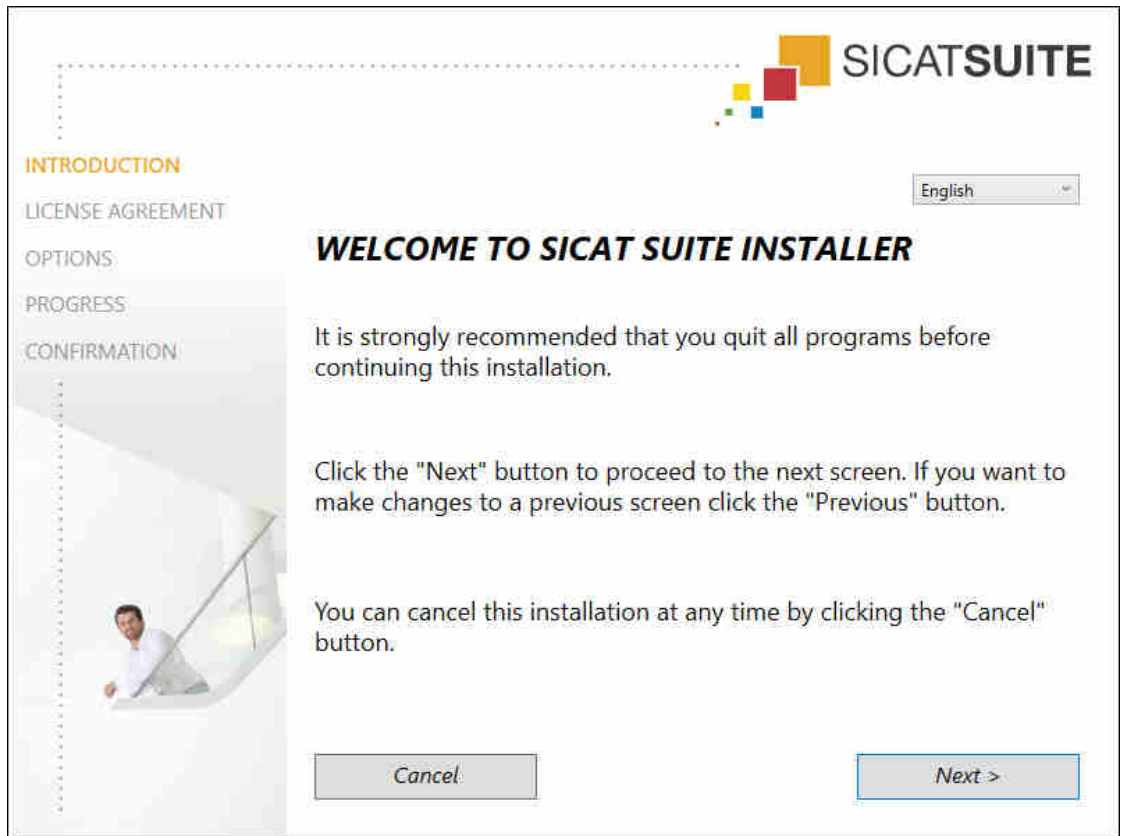 SICATSUITE
INTRODUCTION
LICENSE AGREEMENT
OPTIONS
PROGRESS
CONFIRMATION
English
WELCOME TO SICAT SUITE INSTALLER
It is strongly recommended that you quit all programs before
continuing this installation.
Click the "Next" button to proceed to the next screen. If you want to
make changes to a previous screen click the "Previous" button.
You can cancel this installation at any time by clicking the "Cancel"
button.
Cancel
Next >